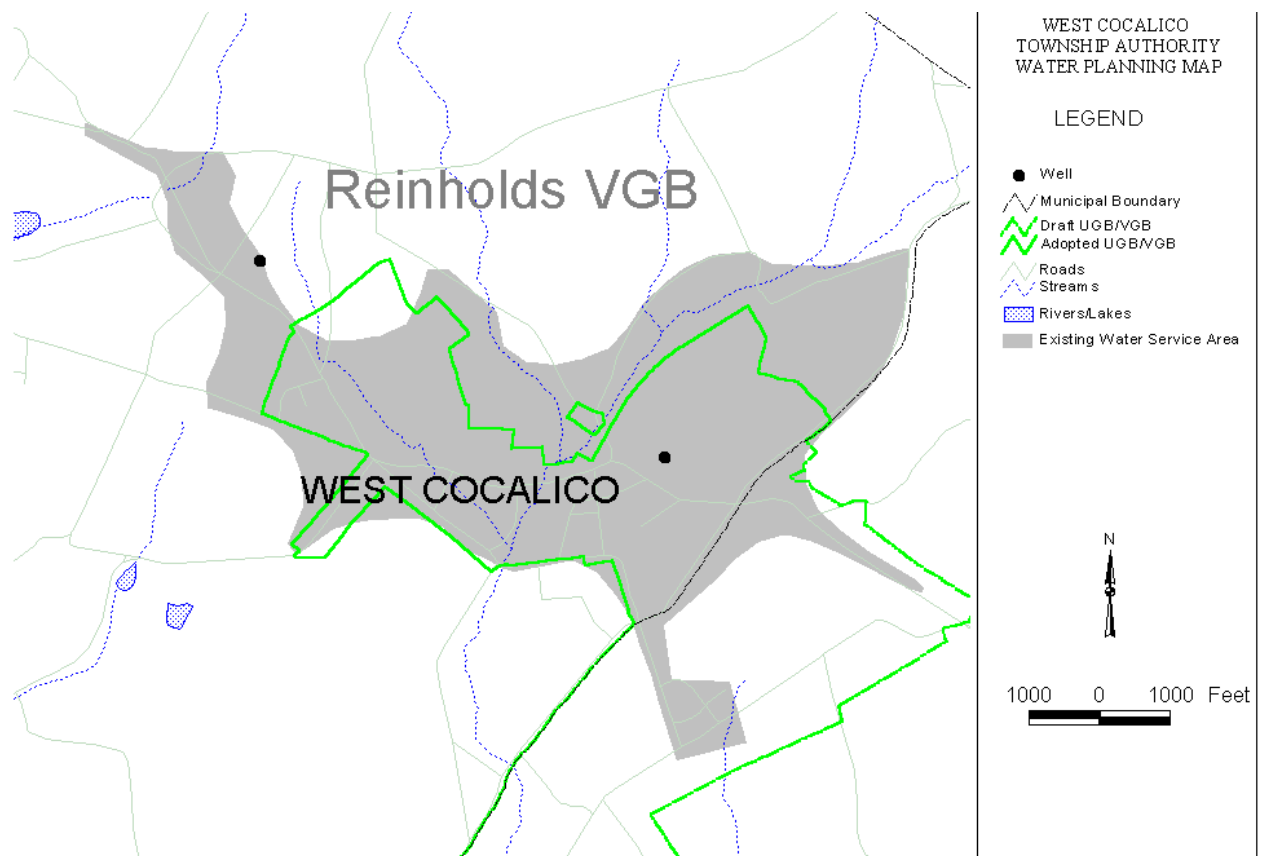 Reinholds VGB
WEST COCALICO
WEST COCALICO
TOWNSHIP AUTHORITY
WATER PLANNING MAP
LEGEND
Well
Municipal Boundary
Draft UGB/VGB
Adopted UGB/VGB
Roads
Streams
Rivers/Lakes
Existing Water Service Area
N
1000 0 1000 Feet